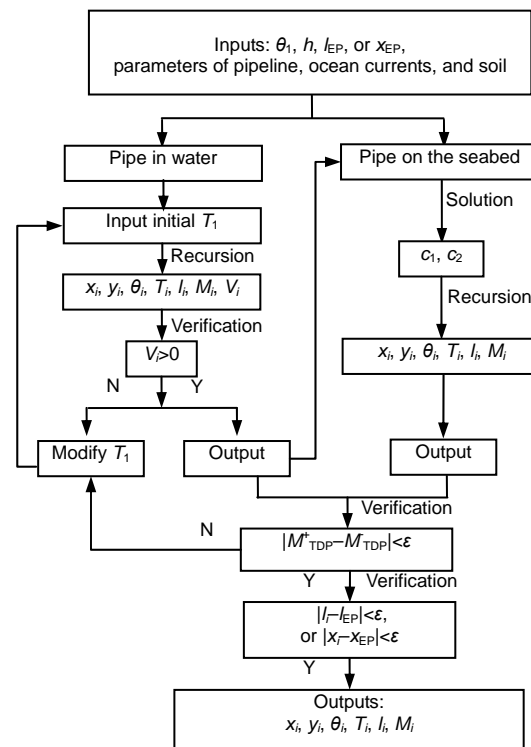 Inputs: θ1, h, lEP, or xEP,
parameters of pipeline, ocean currents, and soil
Pipe in water
Pipe on the seabed
Input initial T1
Solution
Recursion
c1, c2
xi, yi, θi, Ti, li, Mi, Vi
Recursion
Verification
Vi>0
xi, yi, θi, Ti, li, Mi
N
Y
Modify T1
Output
Output
Verification
N
|M+TDP–M-TDP|<ε
Y
Verification
|li–lEP|<ε,
or |xi–xEP|<ε
Y
Outputs:
xi, yi, θi, Ti, li, Mi